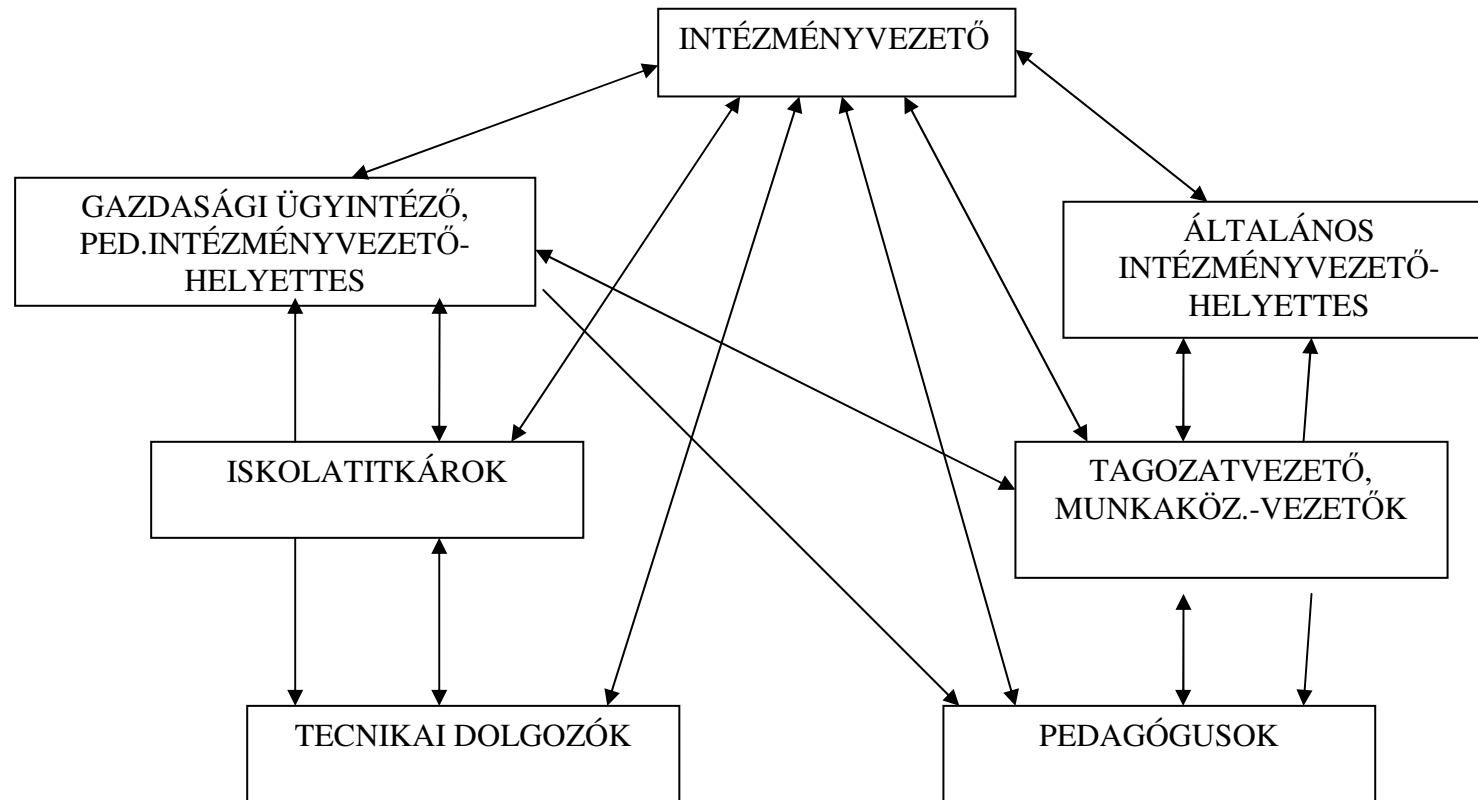 INTÉZMÉNYVEZETŐ
GAZDASÁGI ÜGYINTÉZŐ,
PED.INTÉZMÉNYVEZETŐ-
HELYETTES
ÁLTALÁNOS
INTÉZMÉNYVEZETŐ-
HELYETTES
ISKOLATITKÁROK
TAGOZATVEZETŐ,
MUNKAKÖZ.-VEZETŐK
TECNIKAI DOLGOZÓK
PEDAGÓGUSOK